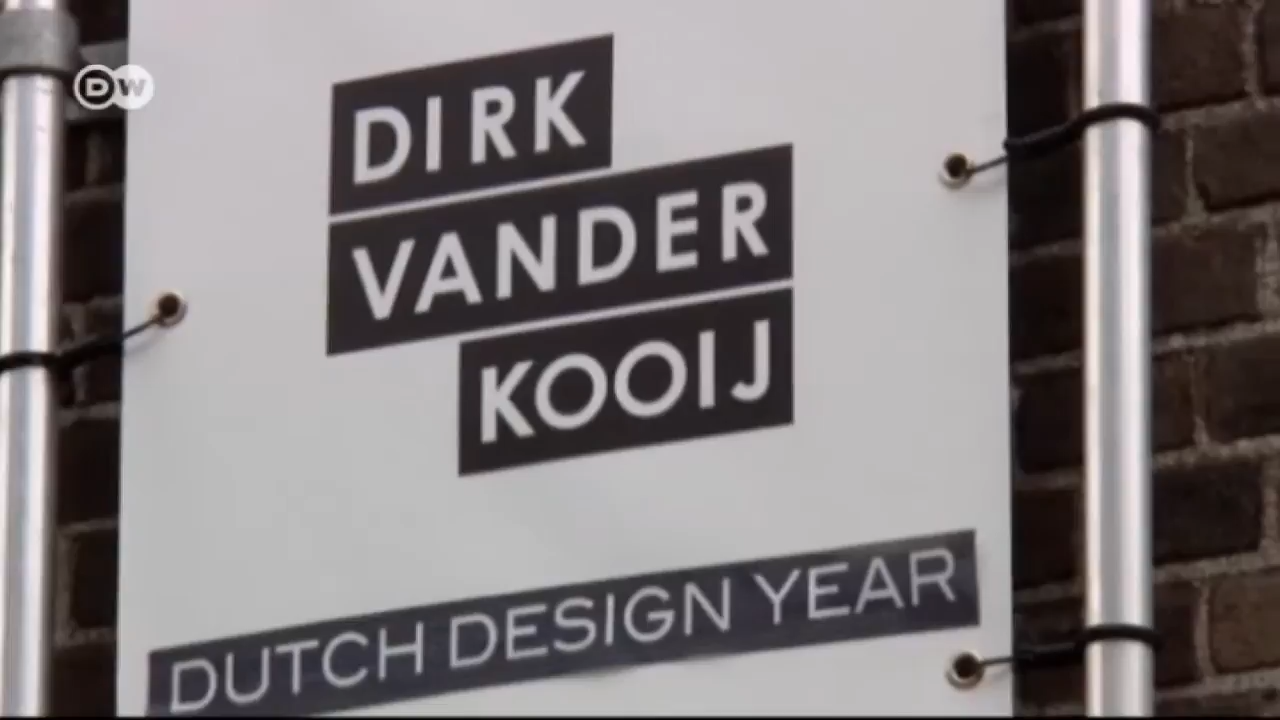 DW
DIRK
VANDER
KOOIJ
DUTCH DESIGN YEAR